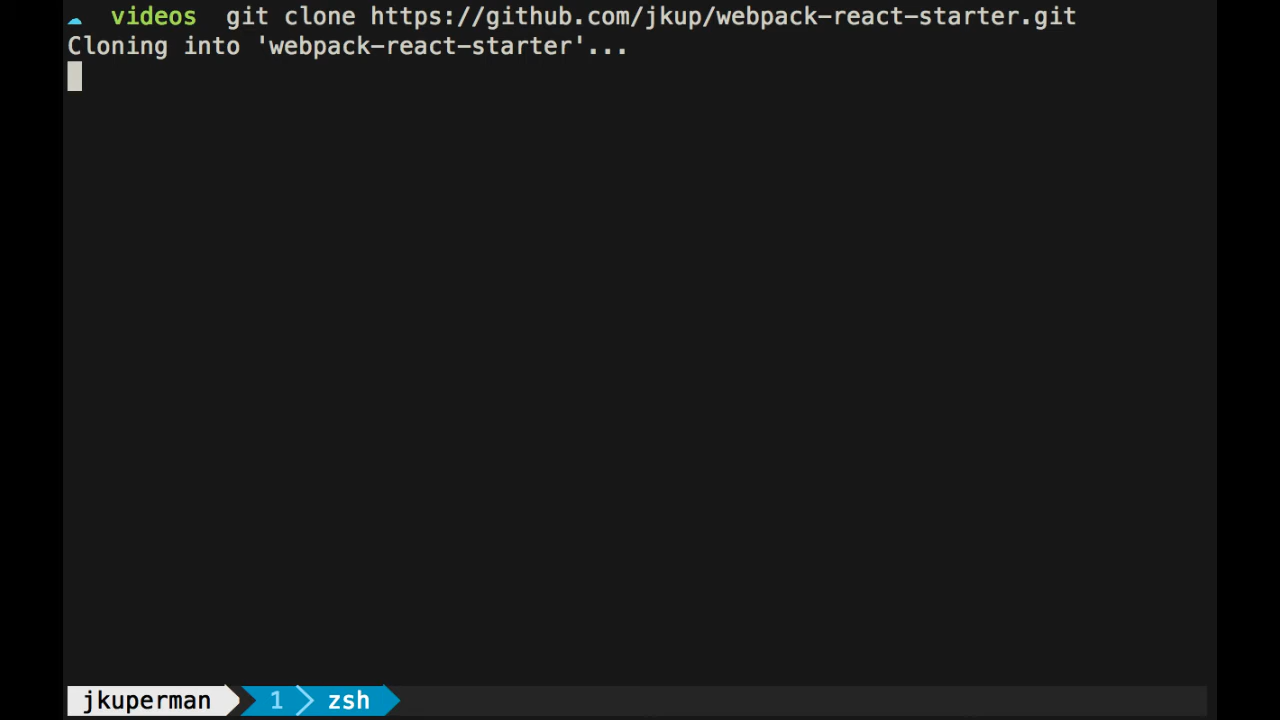 ☁ videos git clone https://github.com/jkup/webpack-react-starter.git
Cloning into 'webpack-react-starter'...
jkuperman 1 zsh